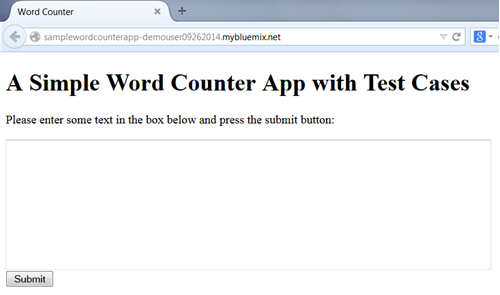 Word Counter
samplewordcounterapp-demouser09262014.mybluemix.net
A Simple Word Counter App with Test Cases
Please enter some text in the box below and press the submit button:
Submit